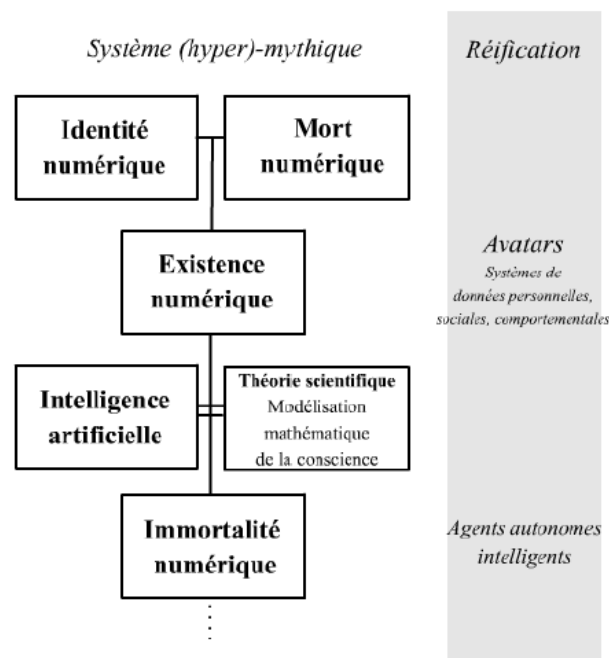 Système (hyper)-mythique
Réification
Identité
numérique
Mort
numérique
Existence
numérique
Avatars
Systèmes de
données personnelles,
sociales, comportementales
Intelligence
artificielle
Théorie scientifique
Modélisation
mathématique
de la conscience
Immortalité
numérique
Agents autonomes
intelligents